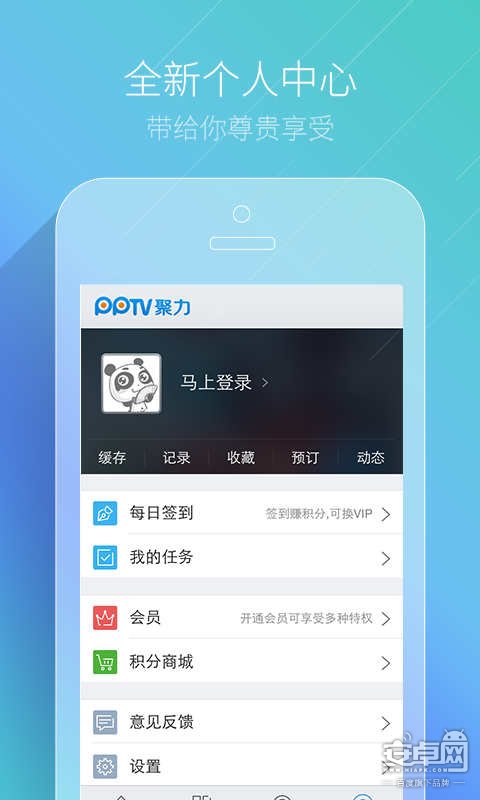 全新个人中心
带给你尊贵享受
PPTV聚力
马上登录
缓存 记录 收藏 预订 动态
每日签到 签到赚积分,可换VIP
我的任务
会员 开通会员可享受多种特权
积分商城
意见反馈
设置
安卓网
HIAPK.COM
百度旗下品牌